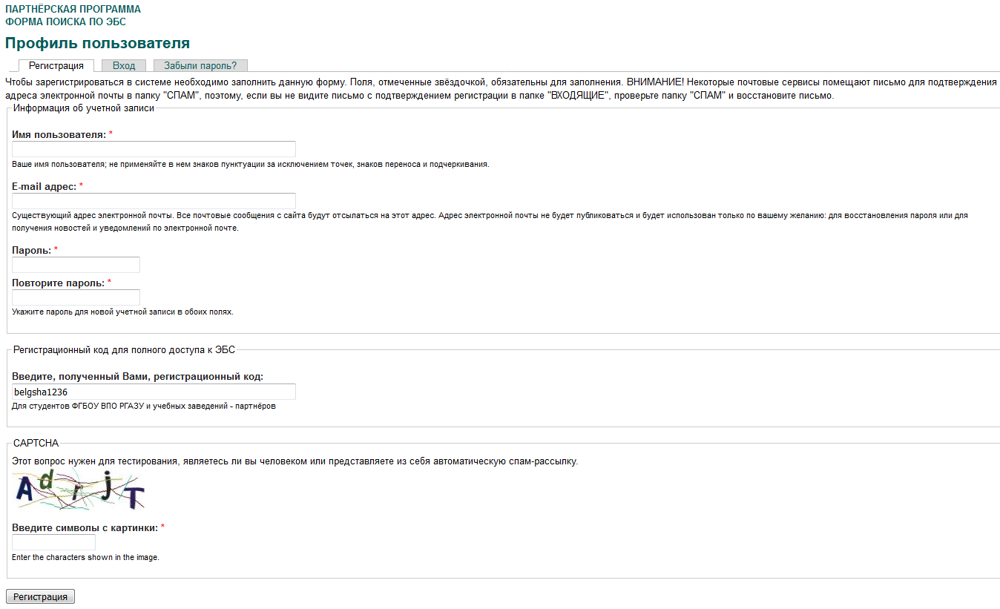 ПАРТНЁРСКАЯ ПРОГРАММА
ФОРМА ПОИСКА ПО ЭБС
Профиль пользователя
Регистрация Вход Забыли пароль?
Чтобы зарегистрироваться в системе необходимо заполнить данную форму. Поля, отмеченные звёздочкой, обязательны для заполнения. ВНИМАНИЕ! Некоторые почтовые сервисы помещают письмо для подтверждения
адреса электронной почты в папку "СПАМ", поэтому, если вы не видите письмо с подтверждением регистрации в папке "ВХОДЯЩИЕ", проверьте папку "СПАМ" и восстановите письмо.
Информация об учетной записи
Имя пользователя: *
Ваше имя пользователя; не применяйте в нем знаков пунктуации за исключением точек, знаков переноса и подчеркивания.
E-mail адрес: *
Существующий адрес электронной почты. Все почтовые сообщения с сайта будут отсылаться на этот адрес. Адрес электронной почты не будет публиковаться и будет использован только по вашему желанию: для восстановления пароля или для
получения новостей и уведомлений по электронной почте.
Пароль: *
Повторите пароль: *
Укажите пароль для новой учетной записи в обоих полях.
Регистрационный код для полного доступа к ЭБС
Введите, полученный Вами, регистрационный код:
belgsha1236
Для студентов ФГБОУ ВПО РГАЗУ и учебных заведений - партнёров
CAPTCHA
Этот вопрос нужен для тестирования, являетесь ли вы человеком или представляете из себя автоматическую спам-рассылку.
AdrjT
Введите символы с картинки: *
Enter the characters shown in the image.
Регистрация